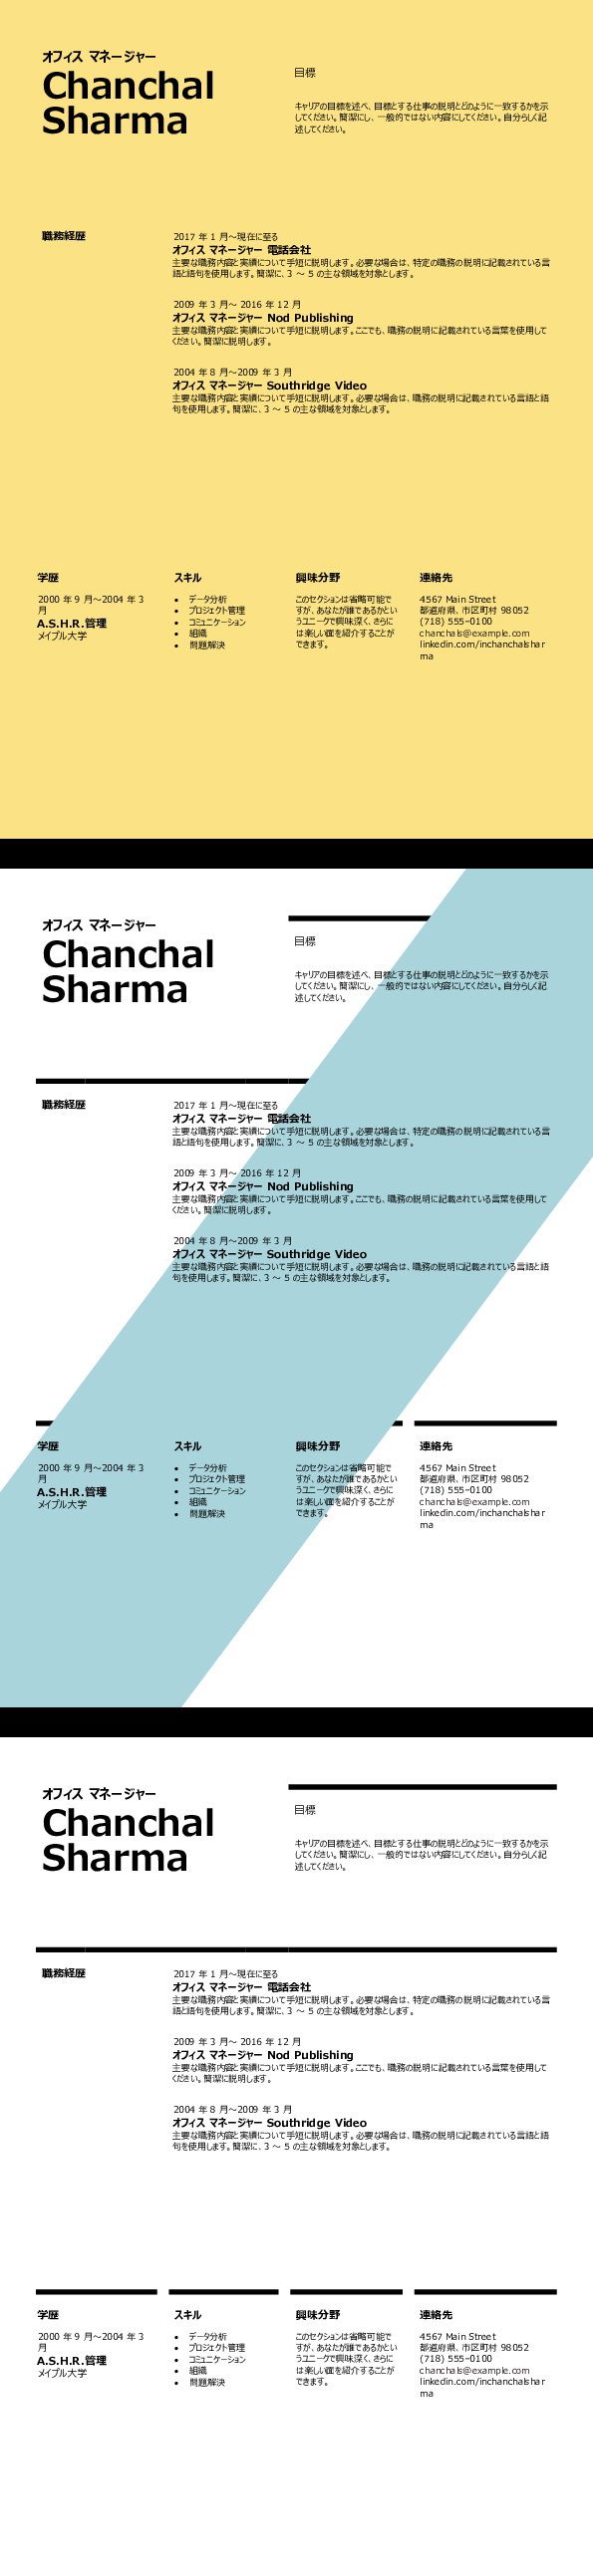 オフィス マネージャー
Chanchal
Sharma
目標
キャリアの目標を述べ、目標とする仕事の説明とどのように一致するかを示
してください。簡潔にし、一般的ではない内容にしてください。自分らしく記
述してください。
職務経歴
2017 年 1 月～現在に至る
オフィス マネージャー 電話会社
主要な職務内容と実績について手短に説明します。必要な場合は、特定の職務の説明に記載されている言
語と語句を使用します。簡潔に、3 ～ 5 の主な領域を対象とします。
2009 年 3 月～ 2016 年 12 月
オフィス マネージャー Nod Publishing
主要な職務内容と実績について手短に説明します。ここでも、職務の説明に記載されている言葉を使用して
ください。簡潔に説明します。
2004 年 8 月～2009 年 3 月
オフィス マネージャー Southridge Video
主要な職務内容と実績について手短に説明します。必要な場合は、職務の説明に記載されている言語と語
句を使用します。簡潔に、3 ～ 5 の主な領域を対象とします。
学歴
2000 年 9 月～2004 年 3
月
A.S.H.R.管理
メイプル大学
スキル
• データ分析
• プロジェクト管理
• コミュニケーション
• 組織
• 問題解決
興味分野
このセクションは省略可能で
すが、あなたが誰であるかとい
うユニークで興味深く、さらに
は楽しい面を紹介することが
できます。
連絡先
4567 Main Street
都道府県、市区町村 98052
(718) 555-0100
chanchals@example.com
linkedin.com/inchanchalshar
ma
オフィス マネージャー
Chanchal
Sharma
目標
キャリアの目標を述べ、目標とする仕事の説明とどのように一致するかを示
してください。簡潔にし、一般的ではない内容にしてください。自分らしく記
述してください。
職務経歴
2017 年 1 月～現在に至る
オフィス マネージャー 電話会社
主要な職務内容と実績について手短に説明します。必要な場合は、特定の職務の説明に記載されている言
語と語句を使用します。簡潔に、3 ～ 5 の主な領域を対象とします。
2009 年 3 月～ 2016 年 12 月
オフィス マネージャー Nod Publishing
主要な職務内容と実績について手短に説明します。ここでも、職務の説明に記載されている言葉を使用して
ください。簡潔に説明します。
2004 年 8 月～2009 年 3 月
オフィス マネージャー Southridge Video
主要な職務内容と実績について手短に説明します。必要な場合は、職務の説明に記載されている言語と語
句を使用します。簡潔に、3 ～ 5 の主な領域を対象とします。
学歴
2000 年 9 月～2004 年 3
月
A.S.H.R.管理
メイプル大学
スキル
• データ分析
• プロジェクト管理
• コミュニケーション
• 組織
• 問題解決
興味分野
このセクションは省略可能で
すが、あなたが誰であるかとい
うユニークで興味深く、さらに
は楽しい面を紹介することが
できます。
連絡先
4567 Main Street
都道府県、市区町村 98052
(718) 555-0100
chanchals@example.com
linkedin.com/inchanchalshar
ma
オフィス マネージャー
Chanchal
Sharma
目標
キャリアの目標を述べ、目標とする仕事の説明とどのように一致するかを示
してください。簡潔にし、一般的ではない内容にしてください。自分らしく記
述してください。
職務経歴
2017 年 1 月～現在に至る
オフィス マネージャー 電話会社
主要な職務内容と実績について手短に説明します。必要な場合は、特定の職務の説明に記載されている言
語と語句を使用します。簡潔に、3 ～ 5 の主な領域を対象とします。
2009 年 3 月～ 2016 年 12 月
オフィス マネージャー Nod Publishing
主要な職務内容と実績について手短に説明します。ここでも、職務の説明に記載されている言葉を使用して
ください。簡潔に説明します。
2004 年 8 月～2009 年 3 月
オフィス マネージャー Southridge Video
主要な職務内容と実績について手短に説明します。必要な場合は、職務の説明に記載されている言語と語
句を使用します。簡潔に、3 ～ 5 の主な領域を対象とします。
学歴
2000 年 9 月～2004 年 3
月
A.S.H.R.管理
メイプル大学
スキル
• データ分析
• プロジェクト管理
• コミュニケーション
• 組織
• 問題解決
興味分野
このセクションは省略可能で
すが、あなたが誰であるかとい
うユニークで興味深く、さらに
は楽しい面を紹介することが
できます。
連絡先
4567 Main Street
都道府県、市区町村 98052
(718) 555-0100
chanchals@example.com
linkedin.com/inchanchalshar
ma